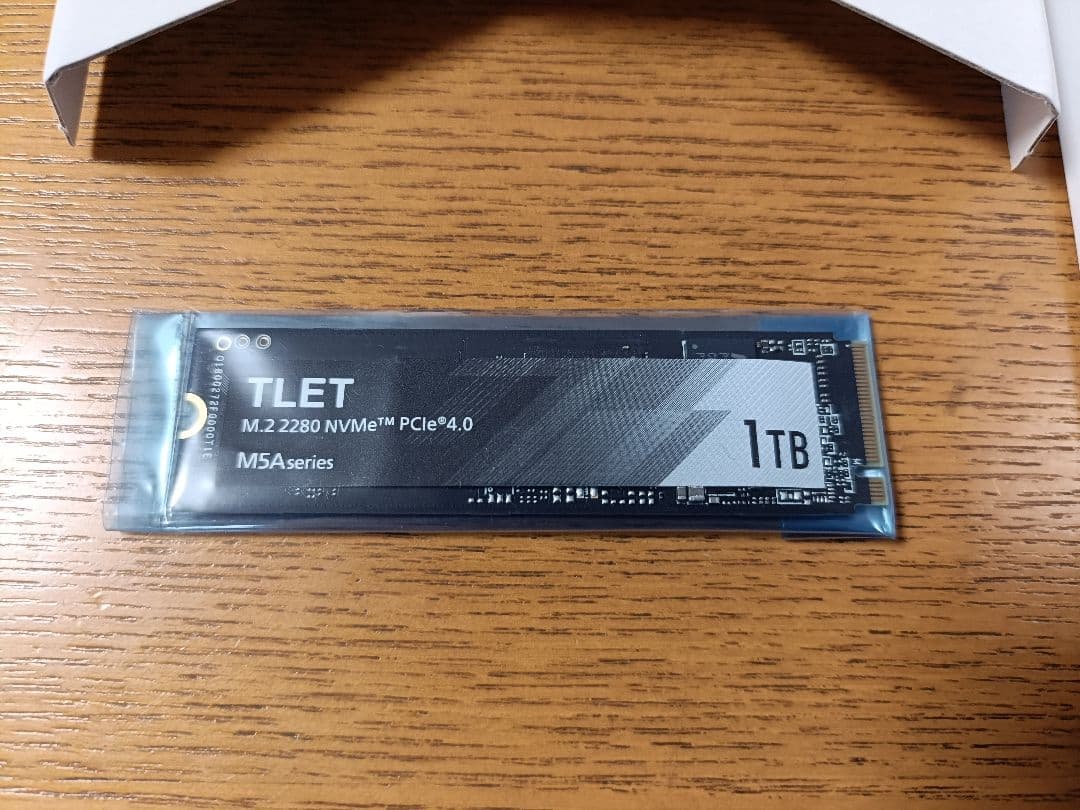 TLET
M.2 2280 NVMe™ PCIe®4.0
M5Aseries
1TB